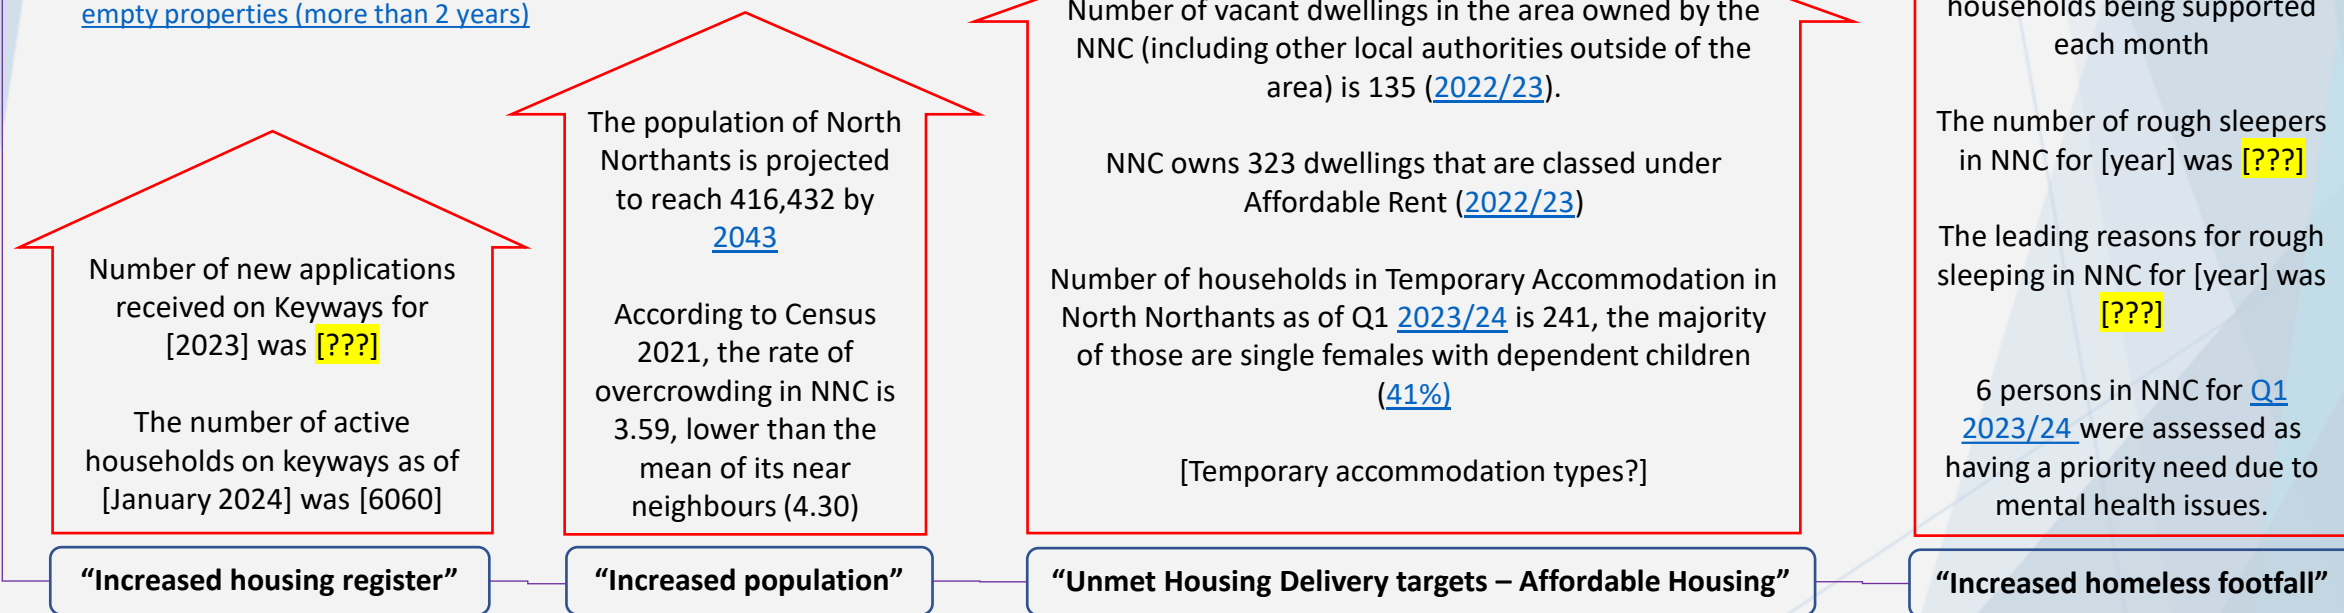 empty properties (more than 2 years)
Number of new applications
received on Keyways for
[2023] was [???]
The number of active
households on keyways as of
[January 2024] was [6060]
“Increased housing register”
The population of North
Northants is projected
to reach 416,432 by
2043
According to Census
2021, the rate of
overcrowding in NNC is
3.59, lower than the
mean of its near
neighbours (4.30)
“Increased population”
Number of vacant dwellings in the area owned by the
NNC (including other local authorities outside of the
area) is 135 (2022/23).
NNC owns 323 dwellings that are classed under
Affordable Rent (2022/23)
Number of households in Temporary Accommodation in
North Northants as of Q1 2023/24 is 241, the majority
of those are single females with dependent children
(41%)
[Temporary accommodation types?]
“Unmet Housing Delivery targets – Affordable Housing”
households being supported
each month
The number of rough sleepers
in NNC for [year] was [???]
The leading reasons for rough
sleeping in NNC for [year] was
[???]
6 persons in NNC for Q1
2023/24 were assessed as
having a priority need due to
mental health issues.
“Increased homeless footfall”